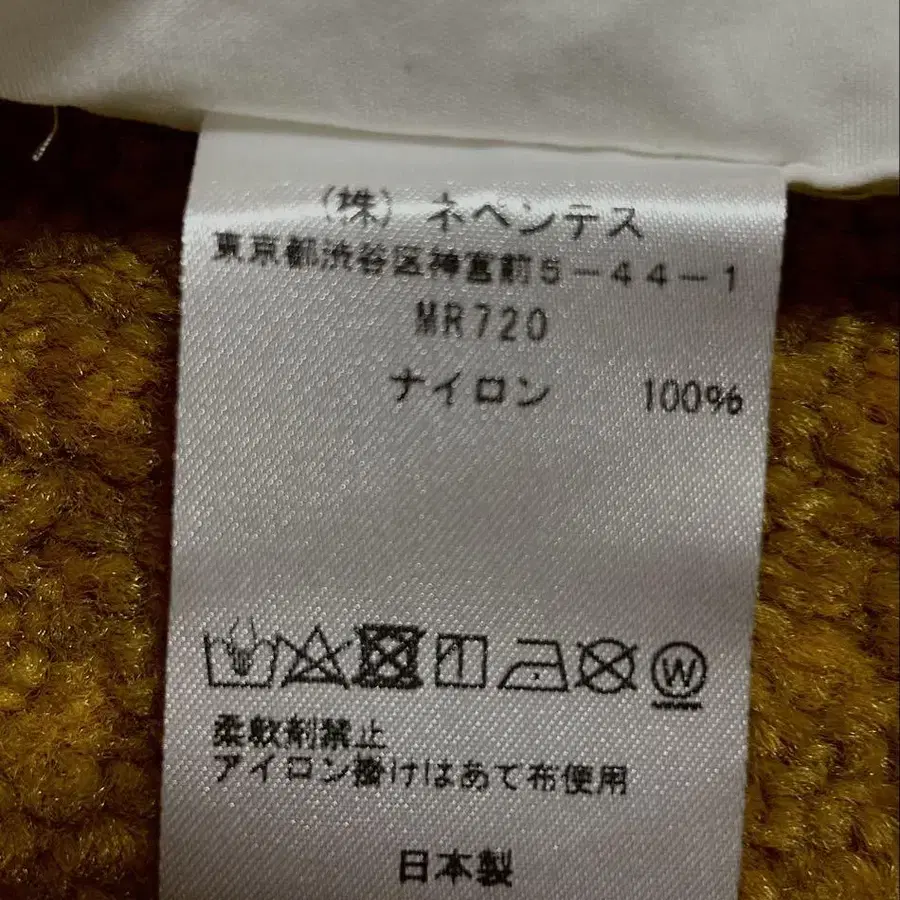 (株) ネペンテス
東京都渋谷区神宮前5-44-1
MR720
ナイロン 100%
W
柔軟剤禁止
アイロン掛けはあて布使用
日本製